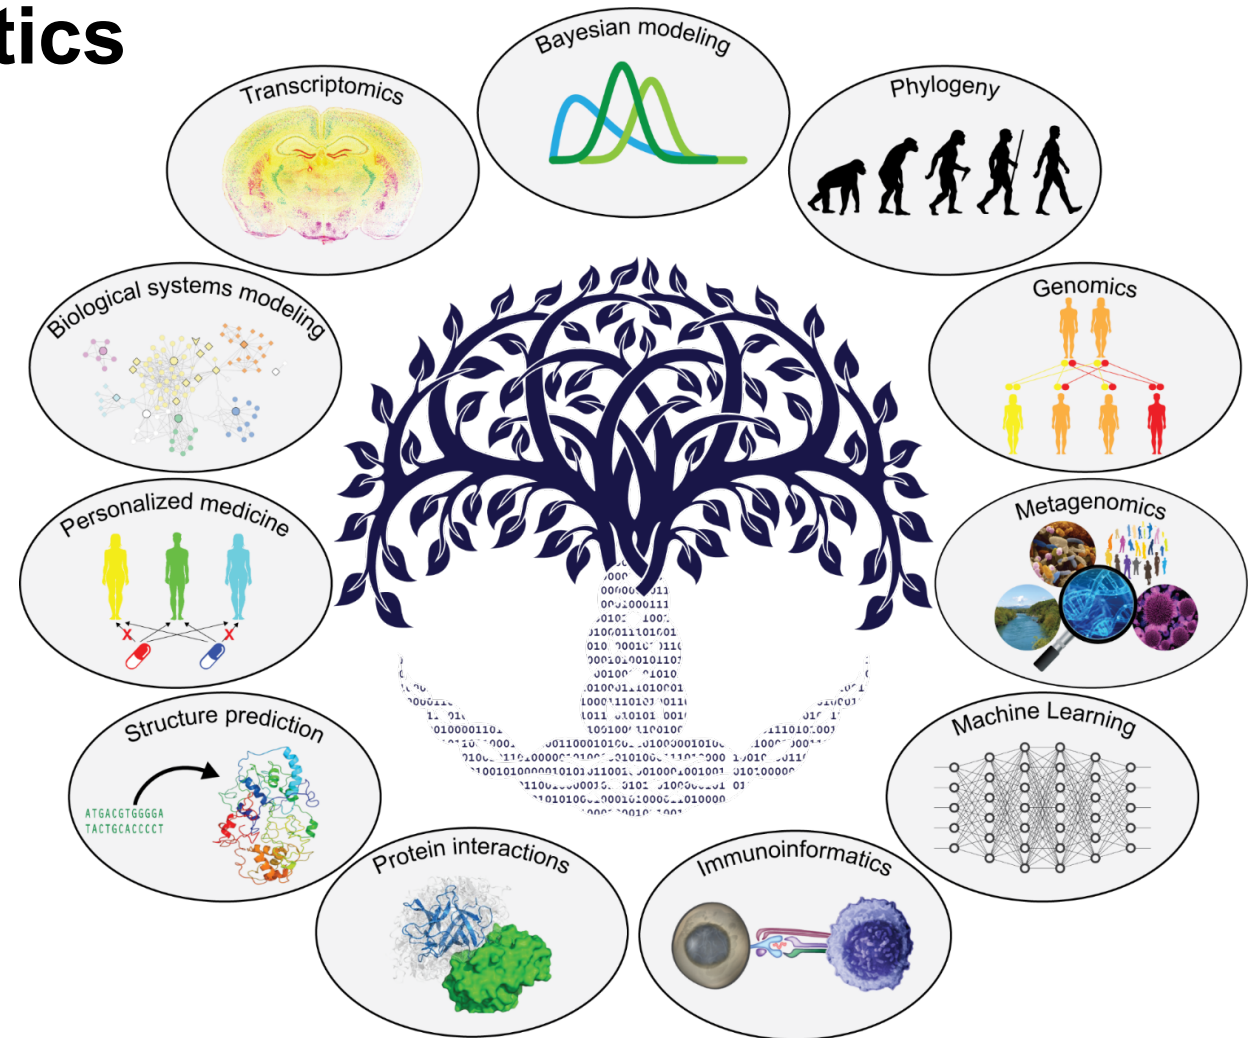 tics
Bayesian modeling
Transcriptomics
Phylogeny
Biological systems modeling
Genomics
Personalized medicine
X
X
Metagenomics
Structure prediction
ATGACGTGGGGA
TACTGCACCCCT
Machine Learning
Protein interactions
Immunoinformatics